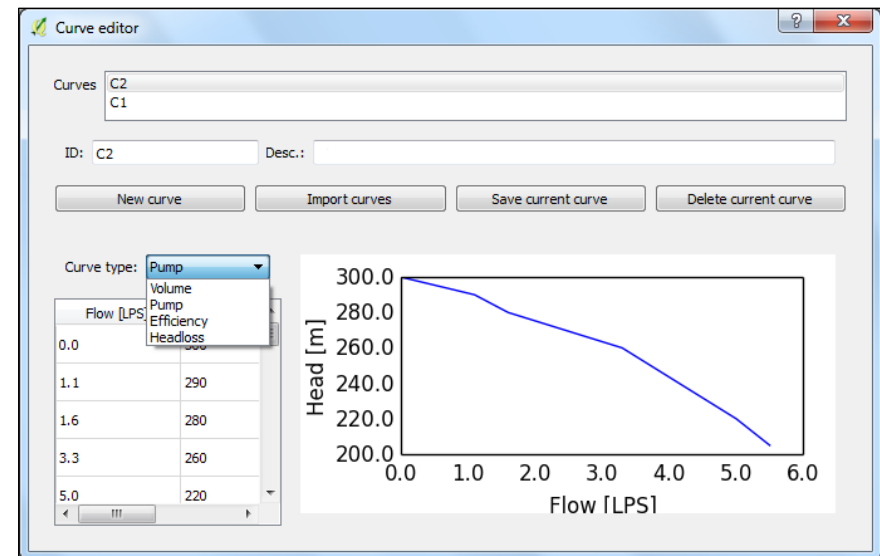 Curve editor
Curves
C2
C1
ID: C2 Desc.:
New curve Import curves Save current curve Delete current curve
Curve type: Pump
Volume
Pump
Efficiency
Headloss
Flow [LPS]
0.0
1.1 290
1.6 280
3.3 260
5.0 220
Head [m]
300.0
280.0
260.0
240.0
220.0
200.0
0.0 1.0 2.0 3.0 4.0 5.0 6.0
Flow [LPS]